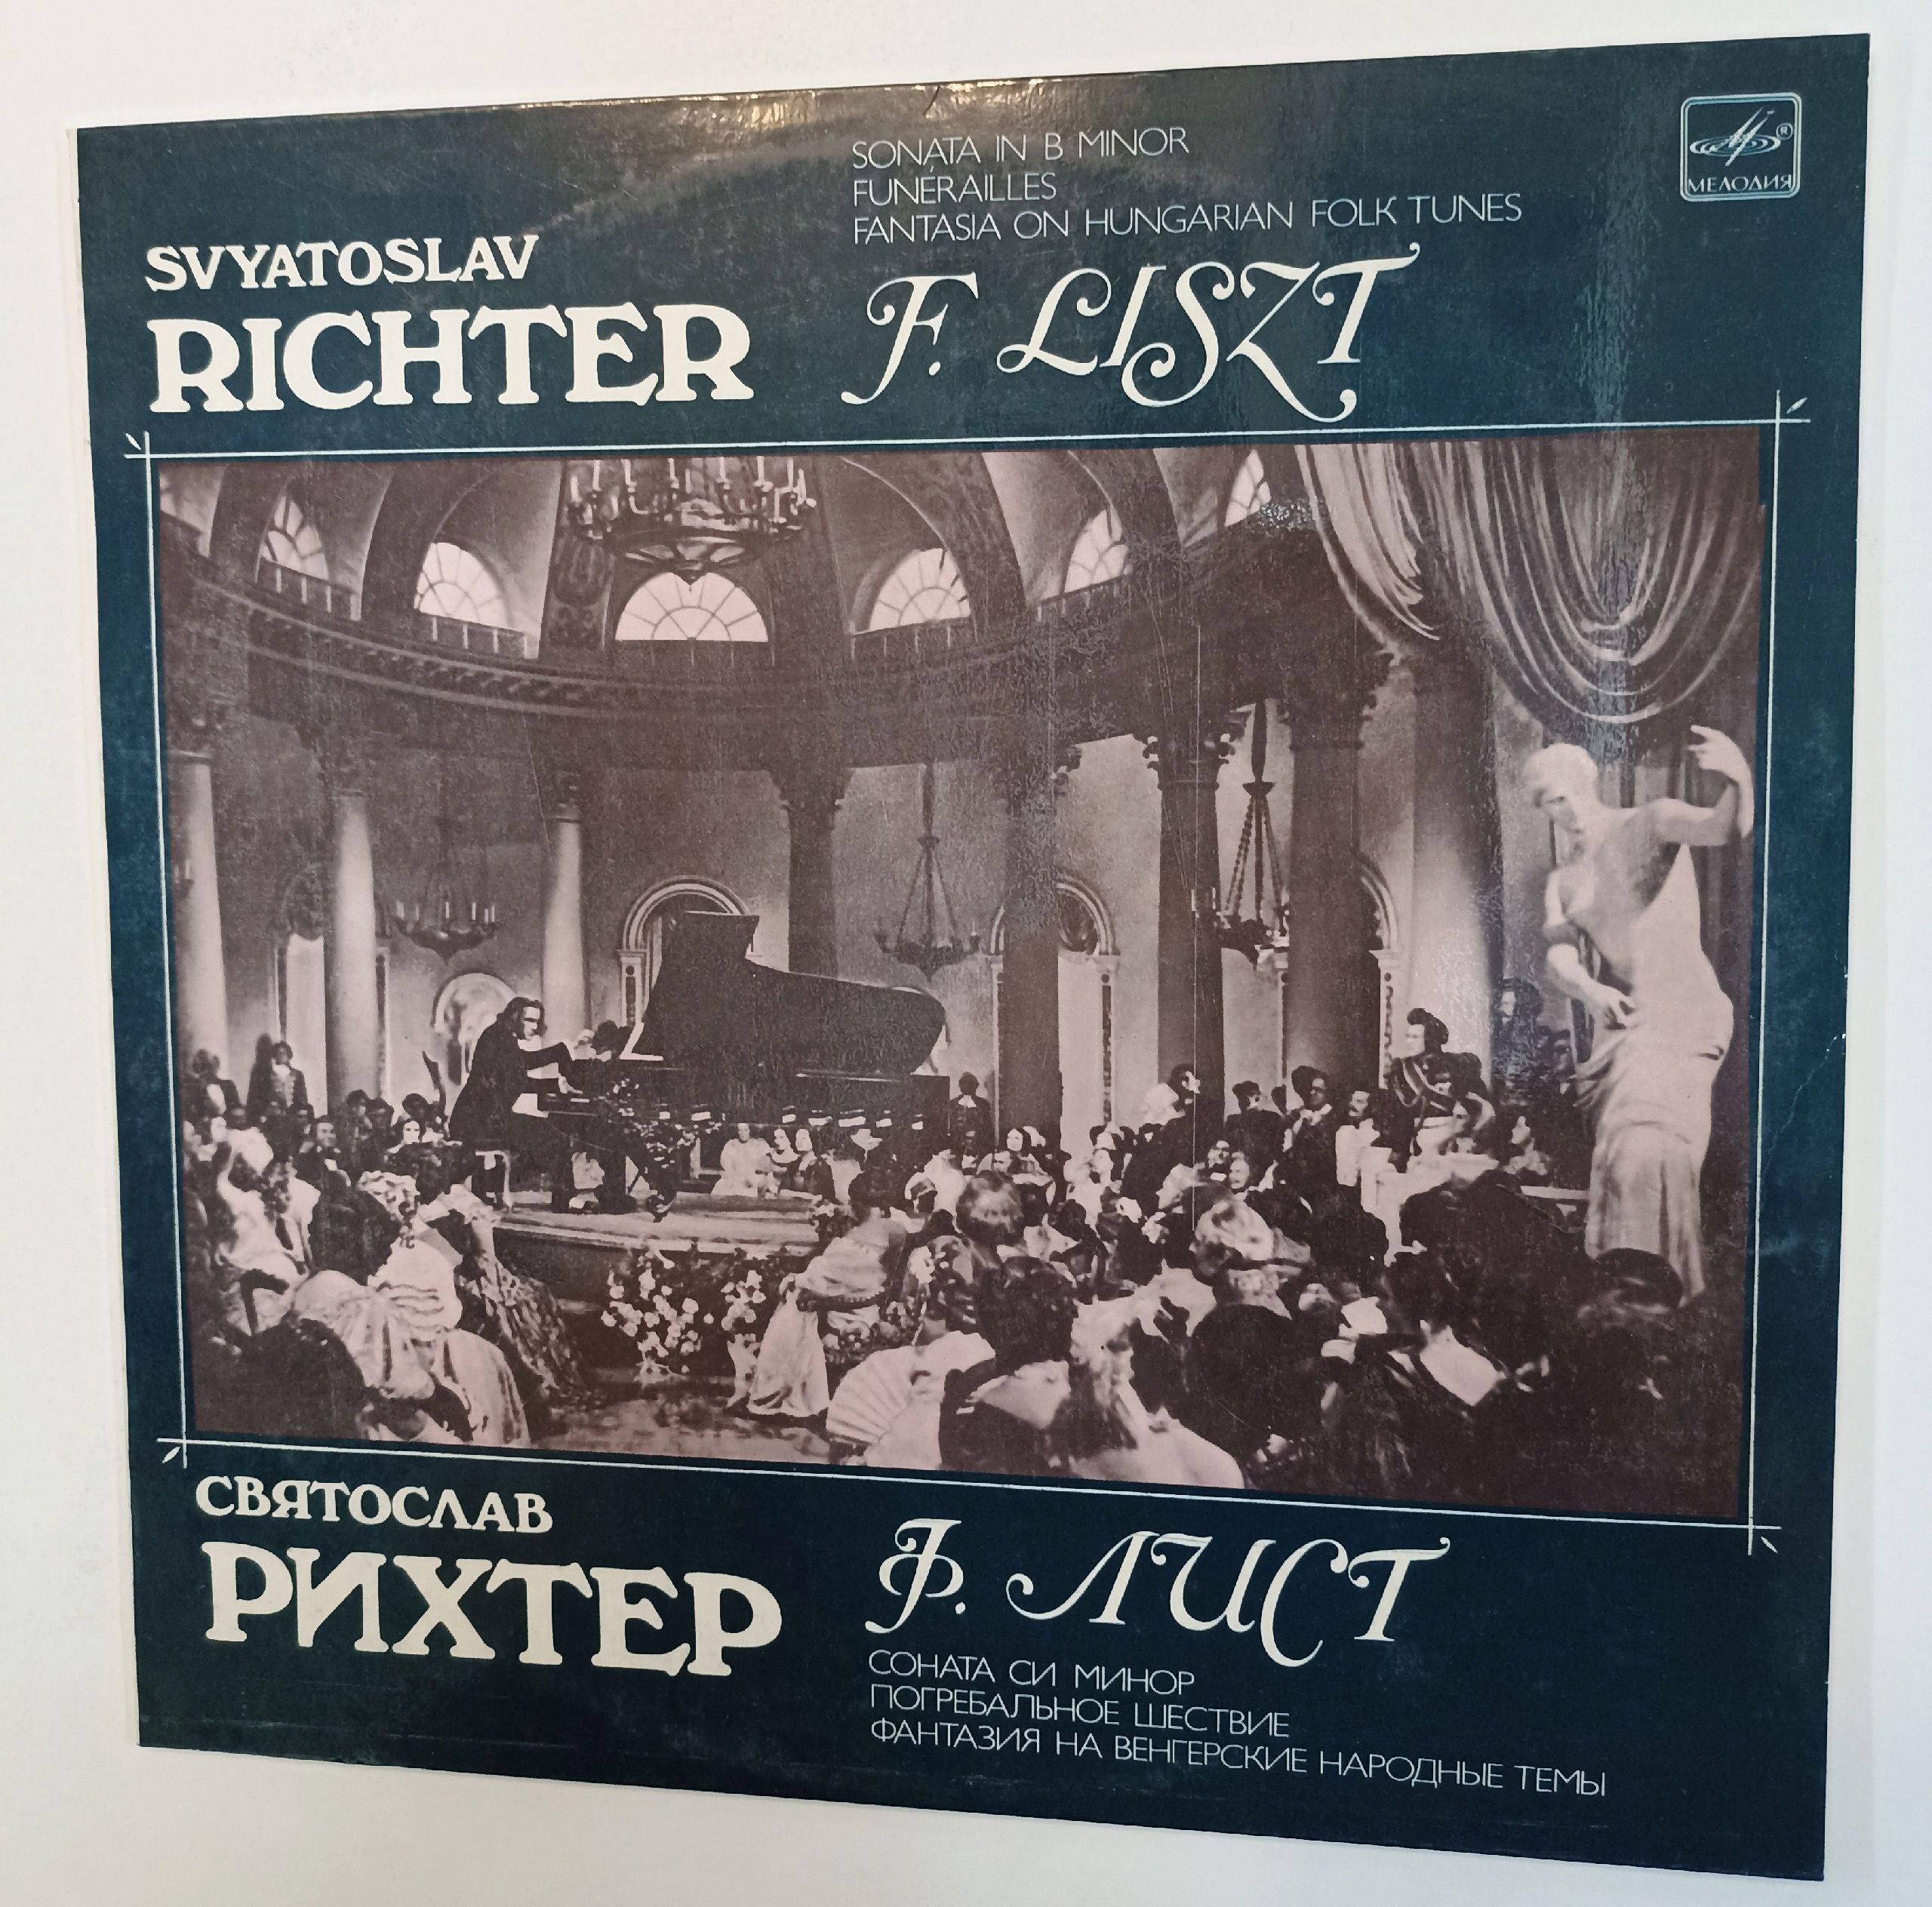 SONATA IN B MINOR
FUNÉRAILLES
FANTASIA ON HUNGARIAN FOLK TUNES
®
МЕЛОДИЯ
SVYATOSLAV
RICHTER
F. LISZT
СВЯТОСЛАВ
РИХТЕР
Ф. ЛИСТ
СОНАТА СИ МИНОР
ПОГРЕБАЛЬНОЕ ШЕСТВИЕ
ФАНТАЗИЯ НА ВЕНГЕРСКИЕ НАРОДНЫЕ ТЕМЫ